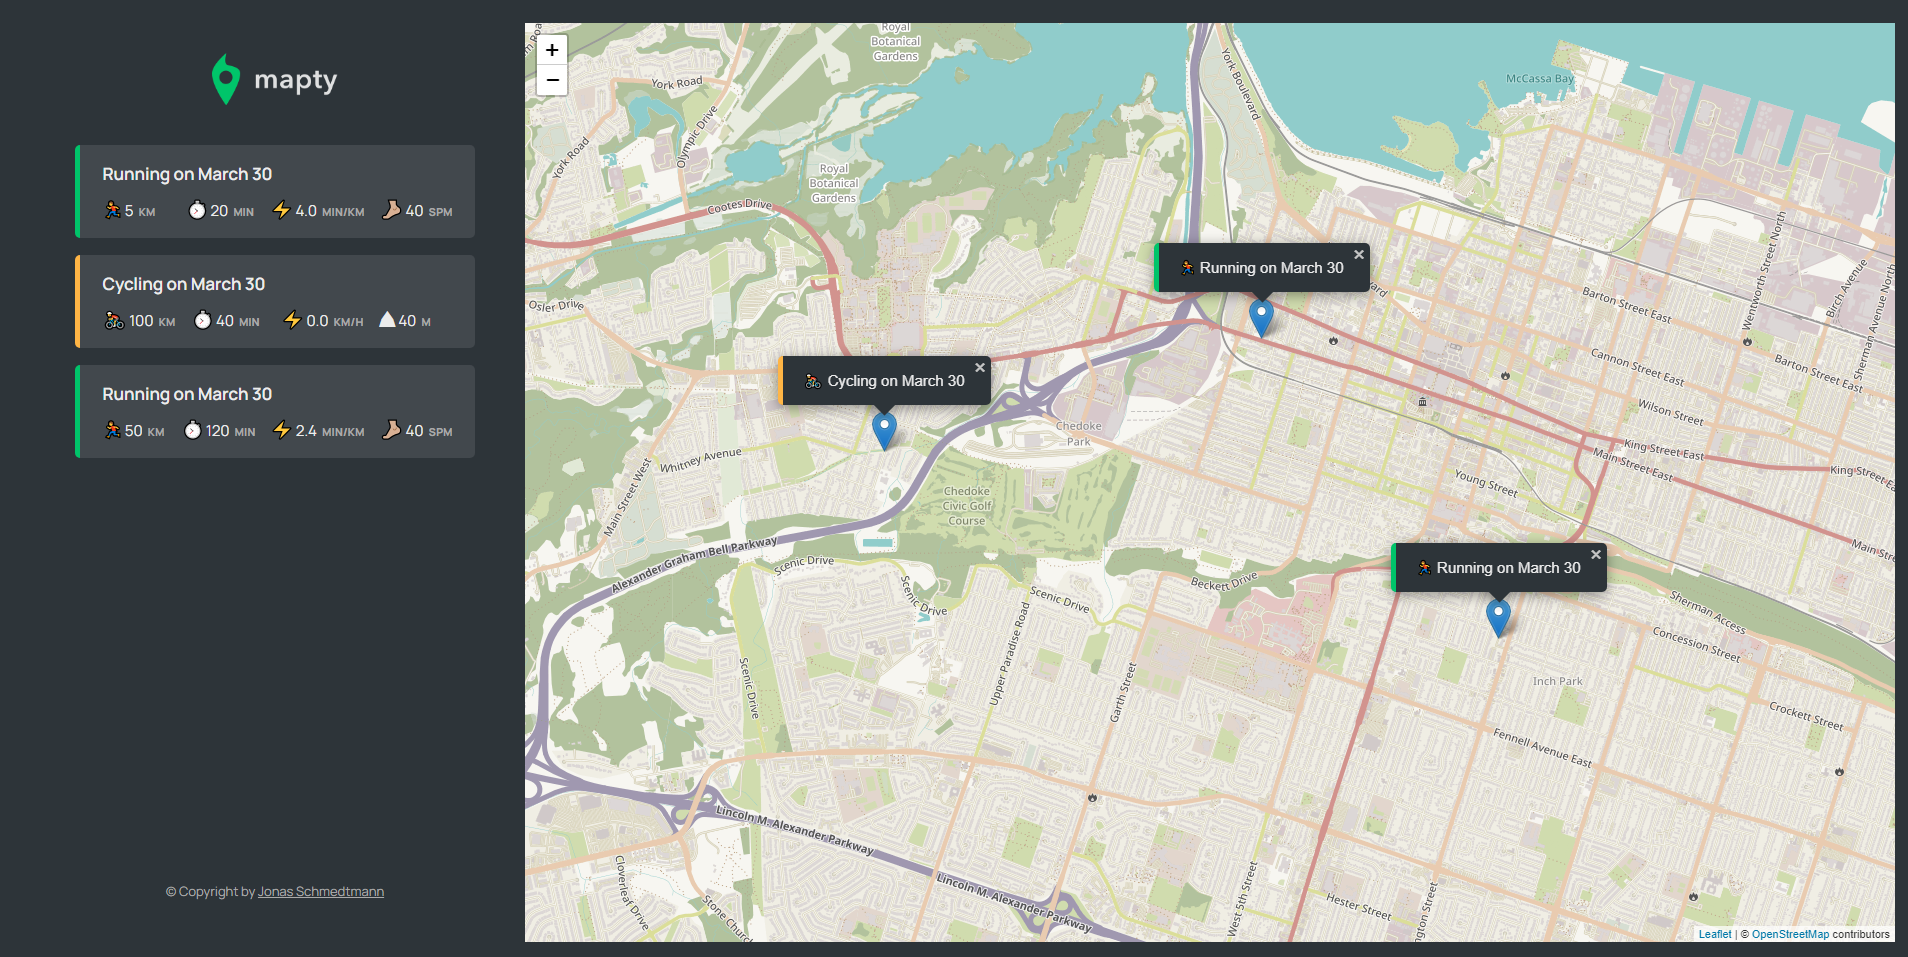 mapty
Running on March 30
5 KM 20 MIN 4.0 MIN/KM 40 SPM
Cycling on March 30
100 KM 40 MIN 0.0 KM/H 40 M
Running on March 30
50 KM 120 MIN 2.4 MIN/KM 40 SPM
© Copyright by Jonas Schmedtmann
+
−
Royal
Botanical
Gardens
York Road
York Road
Olympic Drive
York Boulevard
McCassa Bay
Royal
Botanical
Gardens
Cootes Drive
Osler Drive
Running on March 30
×
Cycling on March 30
×
Barton Street East
Wentworth Street North
Birch Avenue
Sherman Avenue North
Cannon Street East
Barton Street East
Wilson Street
Chedoke
Park
King Street East
Main Street East
King Street Ea
Young Street
Whitney Avenue
Main Street West
Chedoke
Civic Golf
Course
Alexander Graham Bell Parkway
Scenic Drive
Scenic Drive
Scenic Drive
Scenic Drive
Beckett Drive
Main Stre
Running on March 30
×
Sherman Access
Concession Street
Upper Paradise Road
Garth Street
Inch Park
Crockett Street
Fennell Avenue East
Lincoln M. Alexander Parkway
Lincoln M. Alexander Parkway
Cloverleaf Drive
Stone Church
West 5th Street
Hester Street
ngton Street
Leaflet | © OpenStreetMap contributors